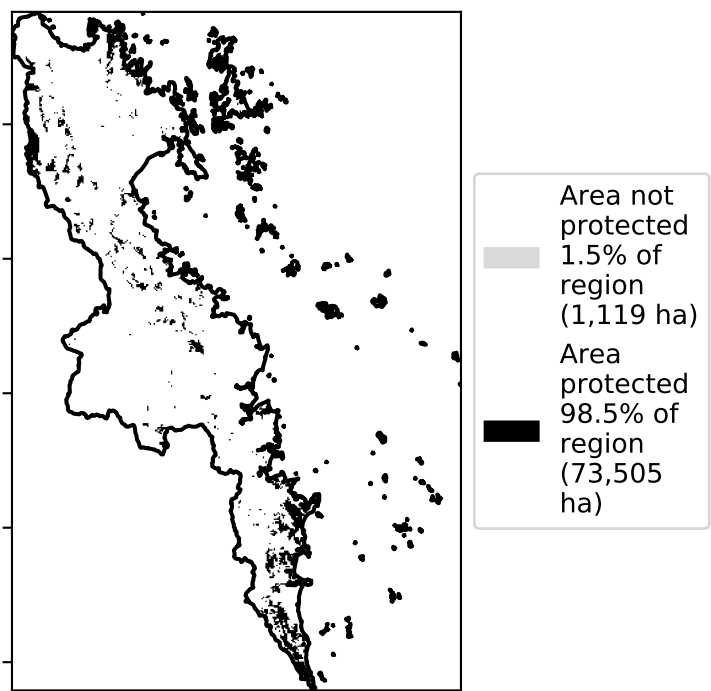 Area not
protected
1.5% of
region
(1,119 ha)
Area
protected
98.5% of
region
(73,505
ha)